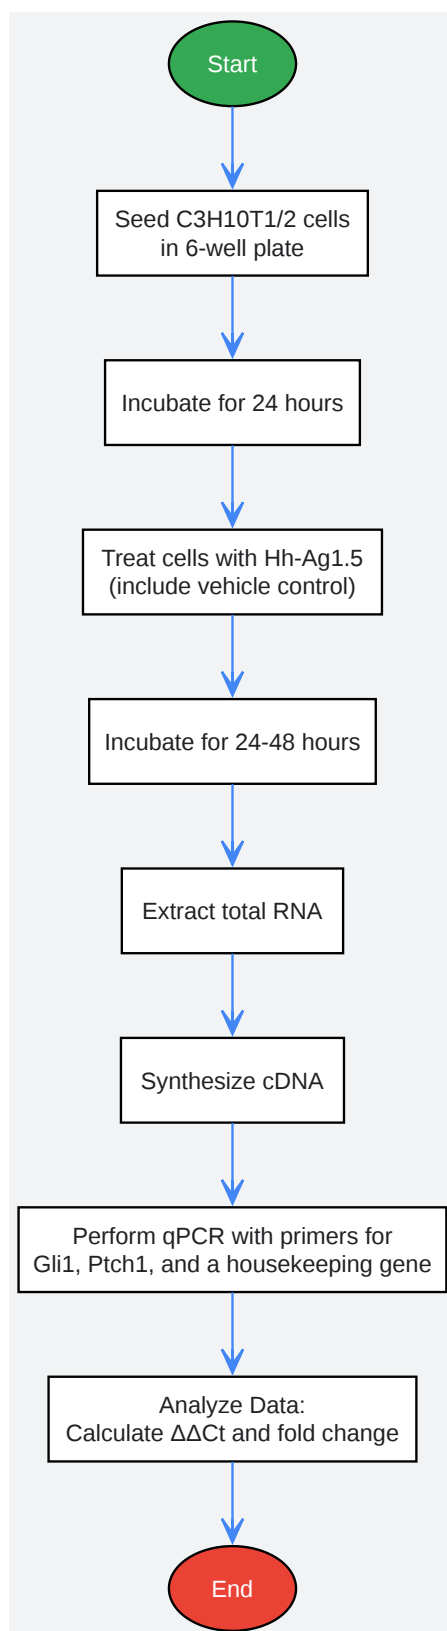 Start
Seed C3H10T1/2 cells
in 6-well plate
Incubate for 24 hours
Treat cells with Hh-Ag1.5
(include vehicle control)
Incubate for 24-48 hours
Extract total RNA
Synthesize cDNA
Perform qPCR with primers for
Gli1, Ptch1, and a housekeeping gene
Analyze Data:
Calculate ΔΔCt and fold change
End